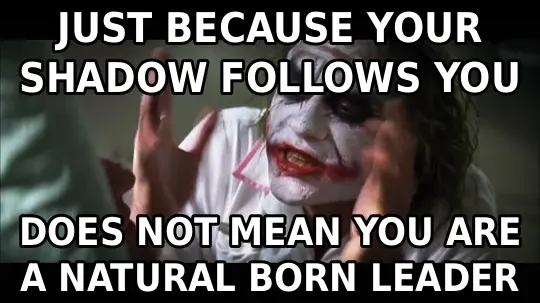 JUST BECAUSE YOUR
SHADOW FOLLOWS YOU
DOES NOT MEAN YOU ARE
A NATURAL BORN LEADER